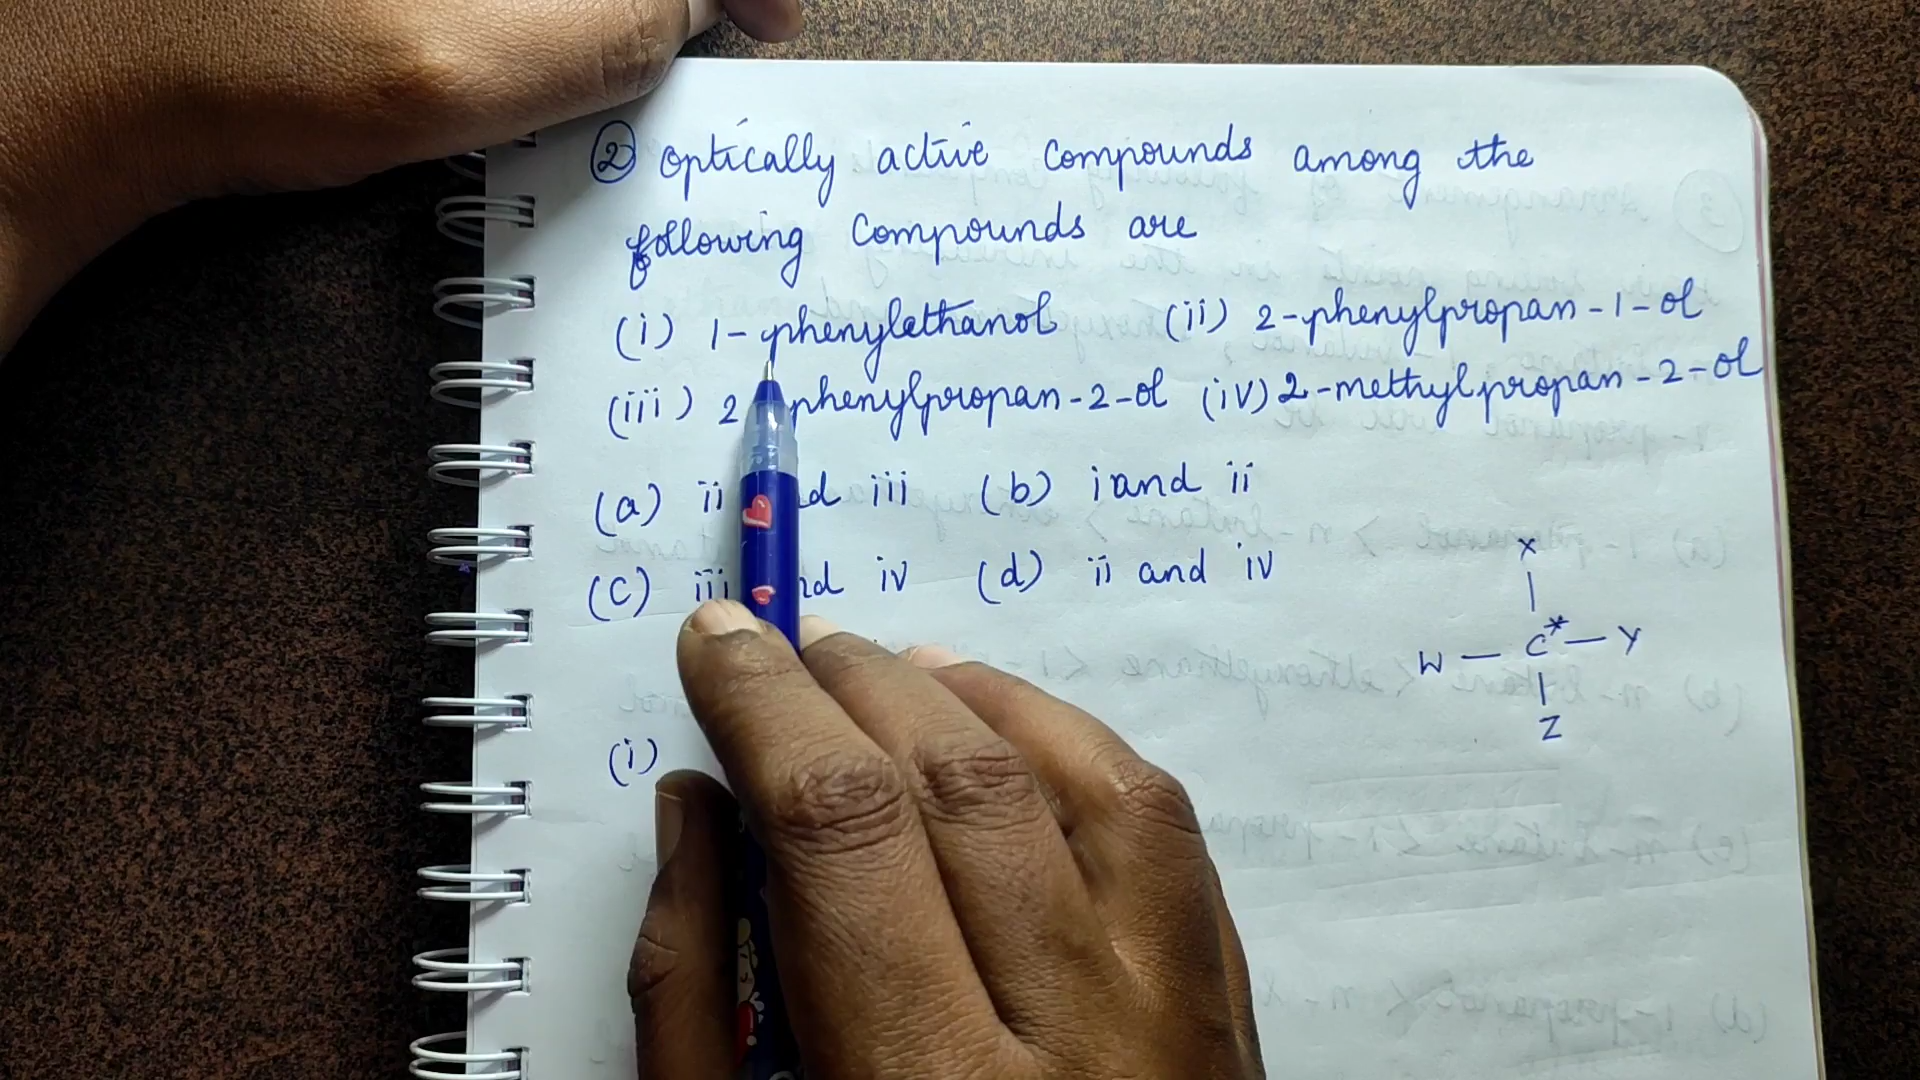 ② Optically active compounds among the
following compounds are
(i) 1-phenylethanol (ii) 2-phenylpropan-1-ol
(iii) 2 phenylpropan-2-ol (iv) 2-methylpropan-2-ol
(a) ii d iii (b) i and ii
(c) iii nd iv (d) ii and iv
X
|
W — C* — Y
|
Z
(i)